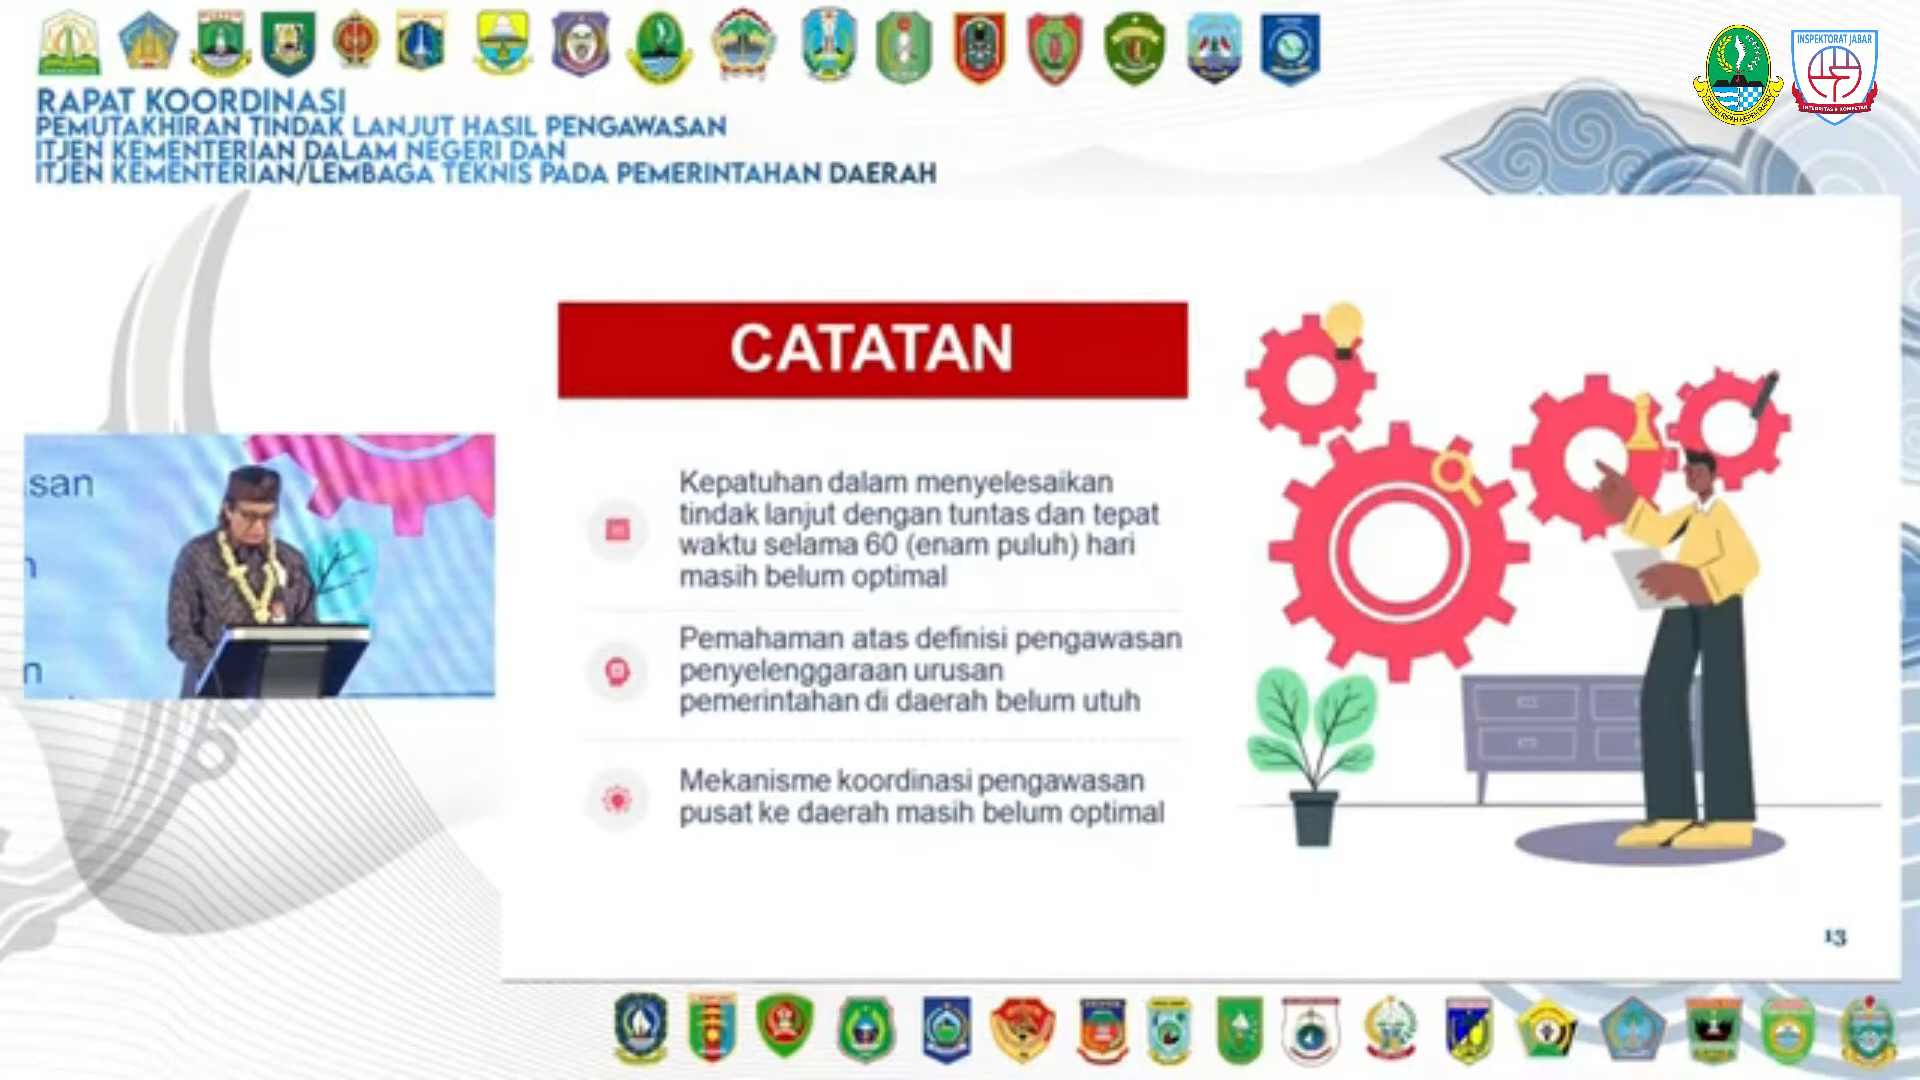 RAPAT KOORDINASI
PEMUTAKHIRAN TINDAK LANJUT HASIL PENGAWASAN
ITJEN KEMENTERIAN DALAM NEGERI DAN
ITJEN KEMENTERIAN/LEMBAGA TEKNIS PADA PEMERINTAHAN DAERAH
INSPEKTORAT JABAR
INTEGRITAS & KOMPETEN
CATATAN
Kepatuhan dalam menyelesaikan
tindak lanjut dengan tuntas dan tepat
waktu selama 60 (enam puluh) hari
masih belum optimal
Pemahaman atas definisi pengawasan
penyelenggaraan urusan
pemerintahan di daerah belum utuh
Mekanisme koordinasi pengawasan
pusat ke daerah masih belum optimal
san
n
13